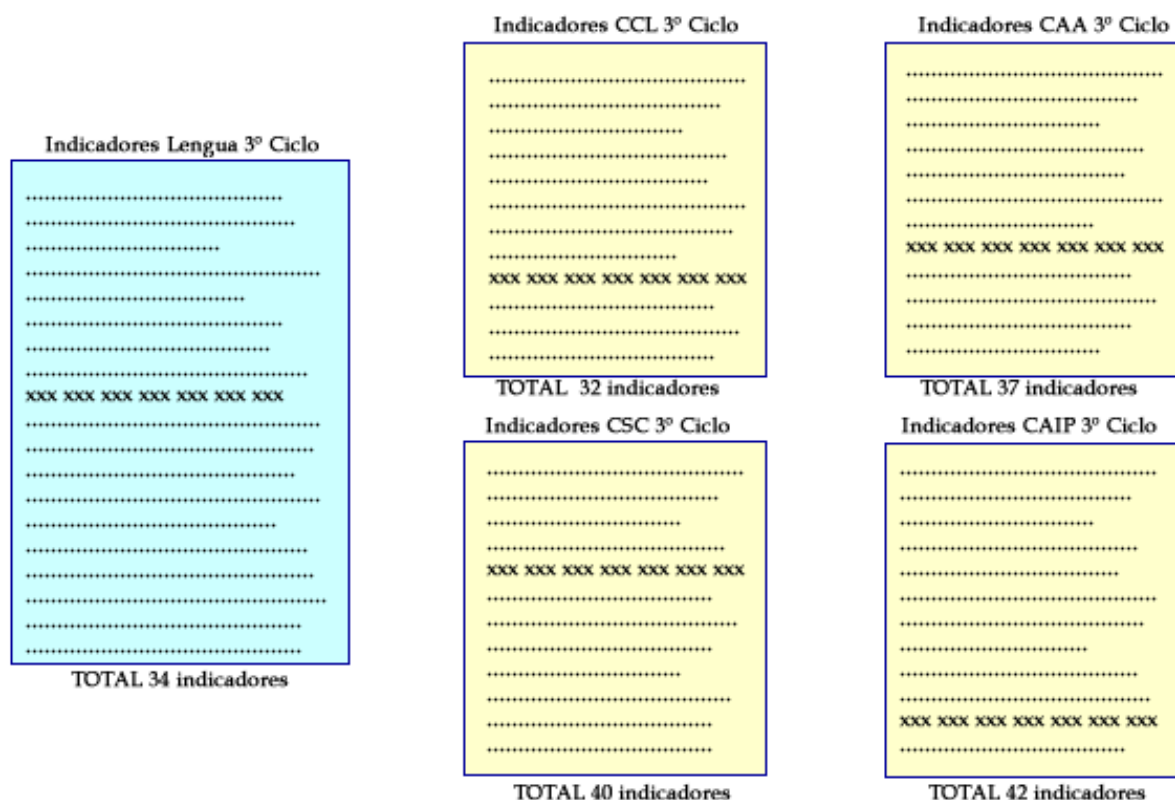 Indicadores Lengua 3º Ciclo
xxx xxx xxx xxx xxx xxx xxx
TOTAL 34 indicadores
Indicadores CCL 3º Ciclo
xxx xxx xxx xxx xxx xxx xxx
TOTAL 32 indicadores
Indicadores CAA 3º Ciclo
xxx xxx xxx xxx xxx xxx xxx
TOTAL 37 indicadores
Indicadores CSC 3º Ciclo
xxx xxx xxx xxx xxx xxx xxx
TOTAL 40 indicadores
Indicadores CAIP 3º Ciclo
xxx xxx xxx xxx xxx xxx xxx
TOTAL 42 indicadores